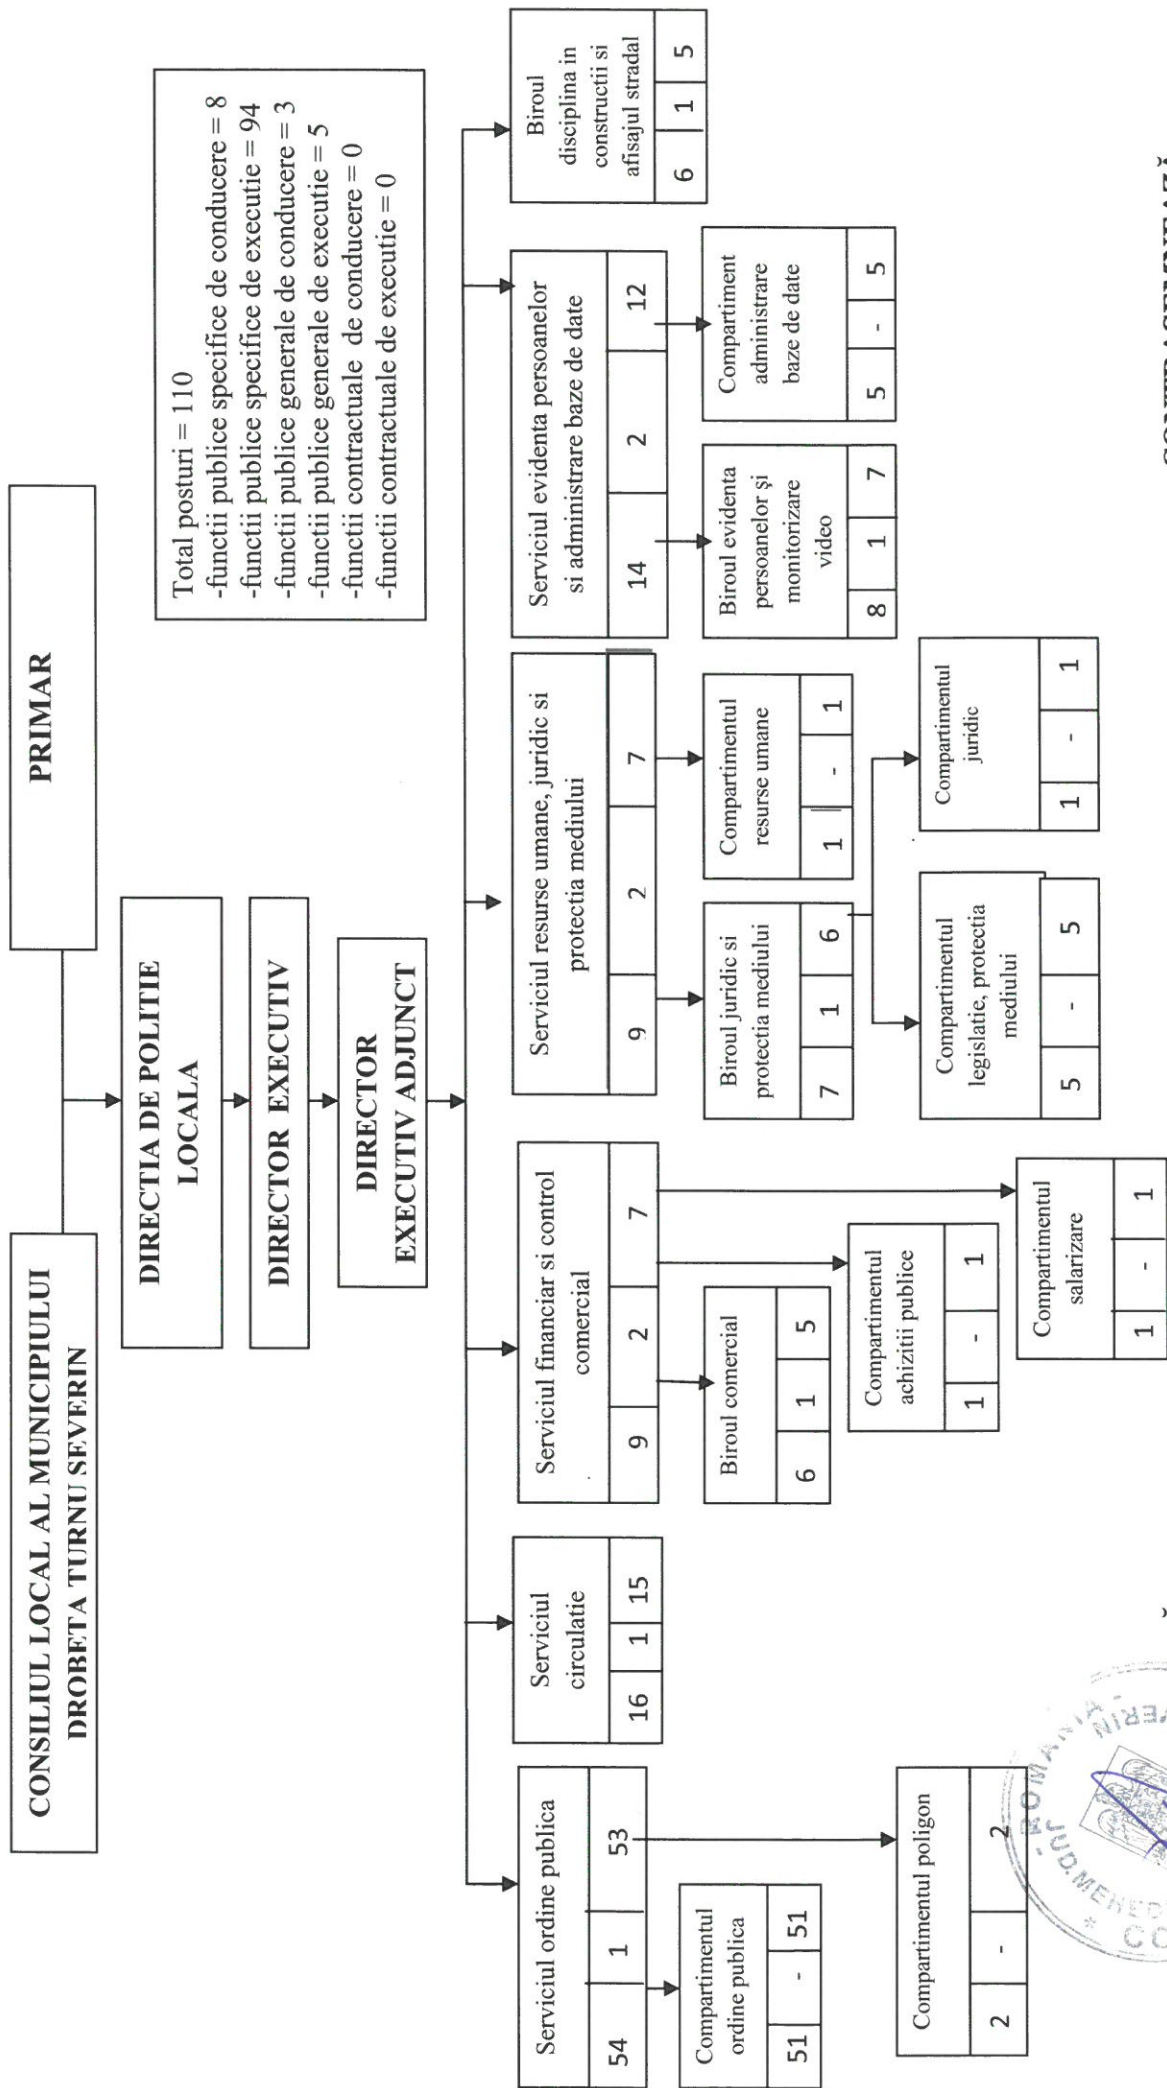 CONSILIUL LOCAL AL MUNICIPIULUI
DROBETA TURNU SEVERIN
PRIMAR
DIRECTIA DE POLITIE
LOCALA
DIRECTOR EXECUTIV
DIRECTOR
EXECUTIV ADJUNCT
Total posturi = 110
-functii publice specifice de conducere = 8
-functii publice specifice de executie = 94
-functii publice generale de conducere = 3
-functii publice generale de executie = 5
-functii contractuale de conducere = 0
-functii contractuale de executie = 0
Serviciul ordine publica
54 1 53
Compartimentul
ordine publica
51 - 51
Compartimentul poligon
2 - 2
Serviciul
circulatie
16 1 15
Serviciul financiar si control
comercial
9 2 7
Biroul comercial
6 1 5
Compartimentul
achizitii publice
1 - 1
Compartimentul
salarizare
1 - 1
Serviciul resurse umane, juridic si
protectia mediului
9 2 7
Biroul juridic si
protectia mediului
7 1 6
Compartimentul
resurse umane
1 - 1
Compartimentul
legislatie, protectia
mediului
5 - 5
Compartimentul
juridic
1 - 1
Serviciul evidenta persoanelor
si administrare baze de date
14 2 12
Biroul evidenta
persoanelor şi
monitorizare
video
8 1 7
Compartiment
administrare
baze de date
5 - 5
Biroul
disciplina in
constructii si
afisajul stradal
6 1 5
CONTRASEMNEAZĂ
- ROMANIA -
JUD. MEHED